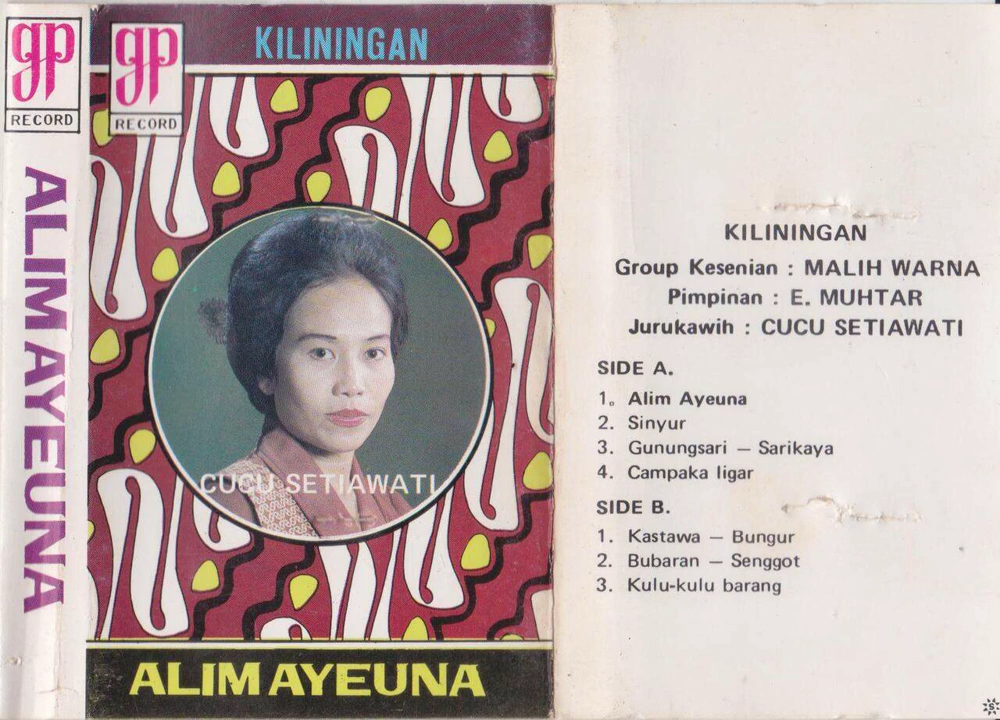 gp
RECORD
ALIM AYEUNA
gp
RECORD
KILININGAN
CUCU SETIAWATI
ALIM AYEUNA
KILININGAN
Group Kesenian : MALIH WARNA
Pimpinan : E. MUHTAR
Jurukawih : CUCU SETIAWATI
SIDE A.
1. Alim Ayeuna
2. Sinyur
3. Gunungsari — Sarikaya
4. Campaka ligar
SIDE B.
1. Kastawa — Bungur
2. Bubaran — Senggot
3. Kulu-kulu barang
S